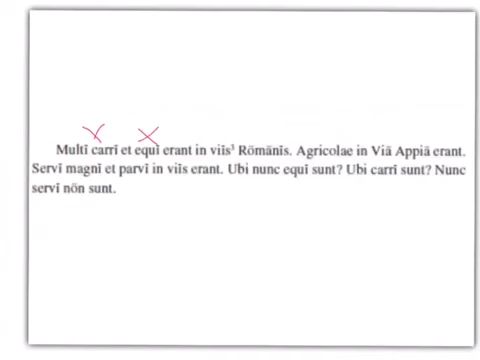 Multī carrī et equī erant in viīs¹ Rōmānīs. Agricolae in Viā Appiā erant.
Servī magnī et parvī in viīs erant. Ubi nunc equī sunt? Ubi carrī sunt? Nunc
servī nōn sunt.